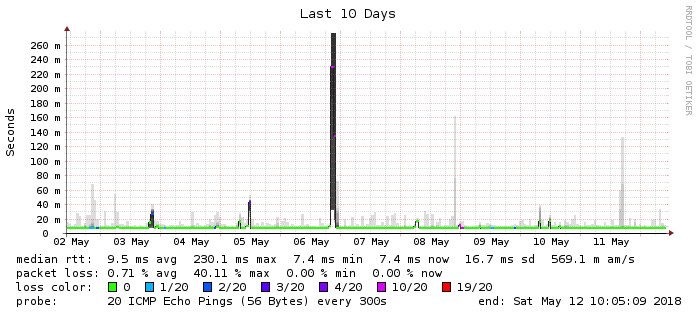 Last 10 Days
RRDTOOL / TOBI OETIKER
Seconds
260 m
240 m
220 m
200 m
180 m
160 m
140 m
120 m
100 m
80 m
60 m
40 m
20 m
0
02 May 03 May 04 May 05 May 06 May 07 May 08 May 09 May 10 May 11 May
median rtt: 9.5 ms avg 230.1 ms max 7.4 ms min 7.4 ms now 16.7 ms sd 569.1 m am/s
packet loss: 0.71 % avg 40.11 % max 0.00 % min 0.00 % now
loss color: 0 1/20 2/20 3/20 4/20 10/20 19/20
probe: 20 ICMP Echo Pings (56 Bytes) every 300s end: Sat May 12 10:05:09 2018